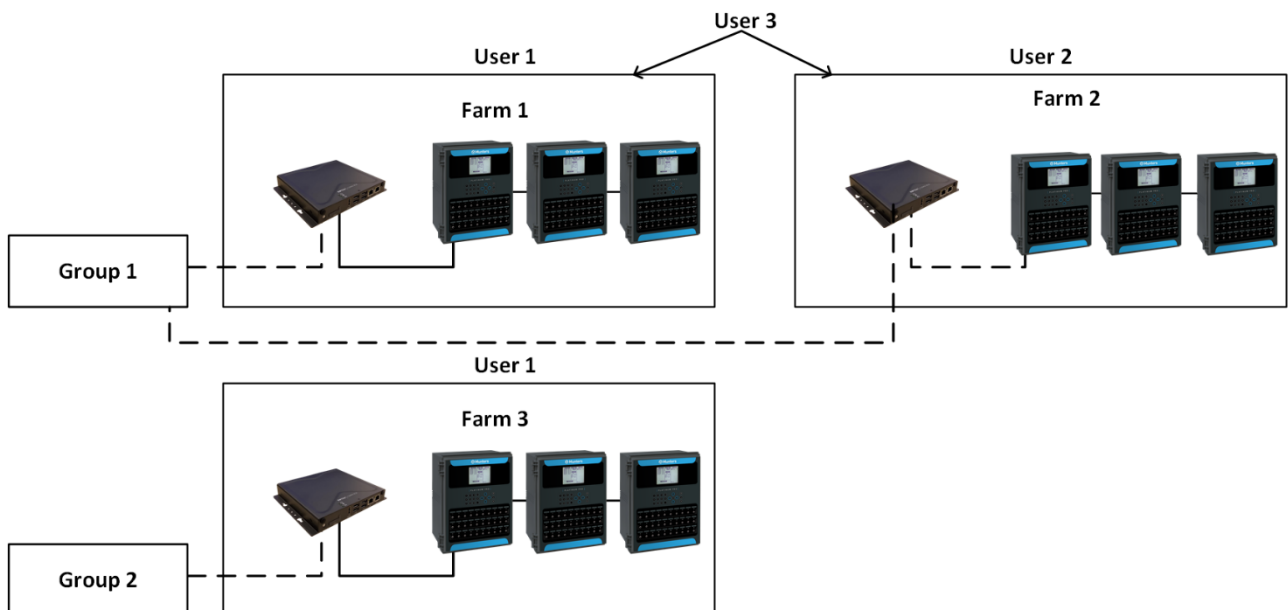 User 3
User 1
User 2
Farm 1
Farm 2
Group 1
User 1
Farm 3
Group 2